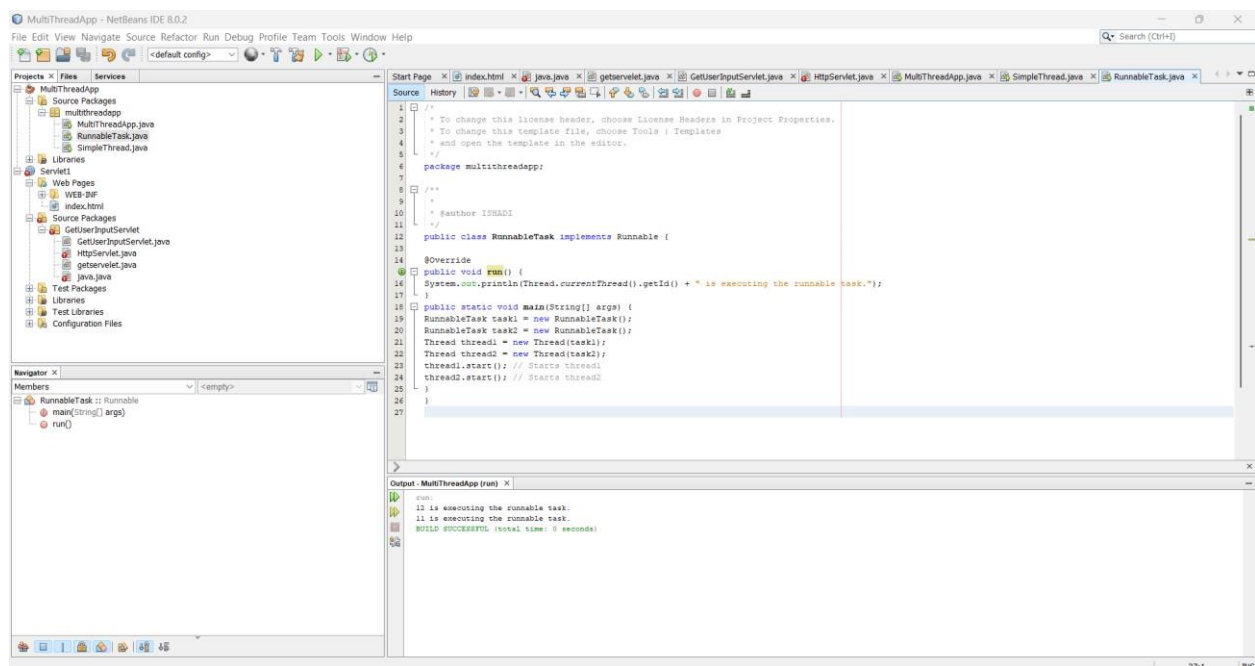 MultiThreadApp - NetBeans IDE 8.0.2
File Edit View Navigate Source Refactor Run Debug Profile Team Tools Window Help
Search (Ctrl+I)
<default config>
Projects Files Services
MultiThreadApp
Source Packages
multithreadapp
MultiThreadApp.java
RunnableTask.java
SimpleThread.java
Libraries
Servlet1
Web Pages
WEB-INF
index.html
Source Packages
GetUserInputServlet
GetUserInputServlet.java
HttpServlet.java
getservelet.java
java.java
Test Packages
Libraries
Test Libraries
Configuration Files
Navigator
Members <empty>
RunnableTask :: Runnable
main(String[] args)
run()
Start Page index.html java.java getservelet.java GetUserInputServlet.java HttpServlet.java MultiThreadApp.java SimpleThread.java RunnableTask.java
Source History
1 /*
2 * To change this license header, choose License Headers in Project Properties.
3 * To change this template file, choose Tools | Templates
4 * and open the template in the editor.
5 */
6 package multithreadapp;
7
8 /**
9 *
10 * @author ISHADI
11 */
12 public class RunnableTask implements Runnable {
13
14 @Override
public void run() {
16 System.out.println(Thread.currentThread().getId() + " is executing the runnable task.");
17 }
18 public static void main(String[] args) {
19 RunnableTask task1 = new RunnableTask();
20 RunnableTask task2 = new RunnableTask();
21 Thread thread1 = new Thread(task1);
22 Thread thread2 = new Thread(task2);
23 thread1.start(); // Starts thread1
24 thread2.start(); // Starts thread2
25 }
26 }
27
Output - MultiThreadApp (run)
run:
12 is executing the runnable task.
11 is executing the runnable task.
BUILD SUCCESSFUL (total time: 0 seconds)
27:1 INS